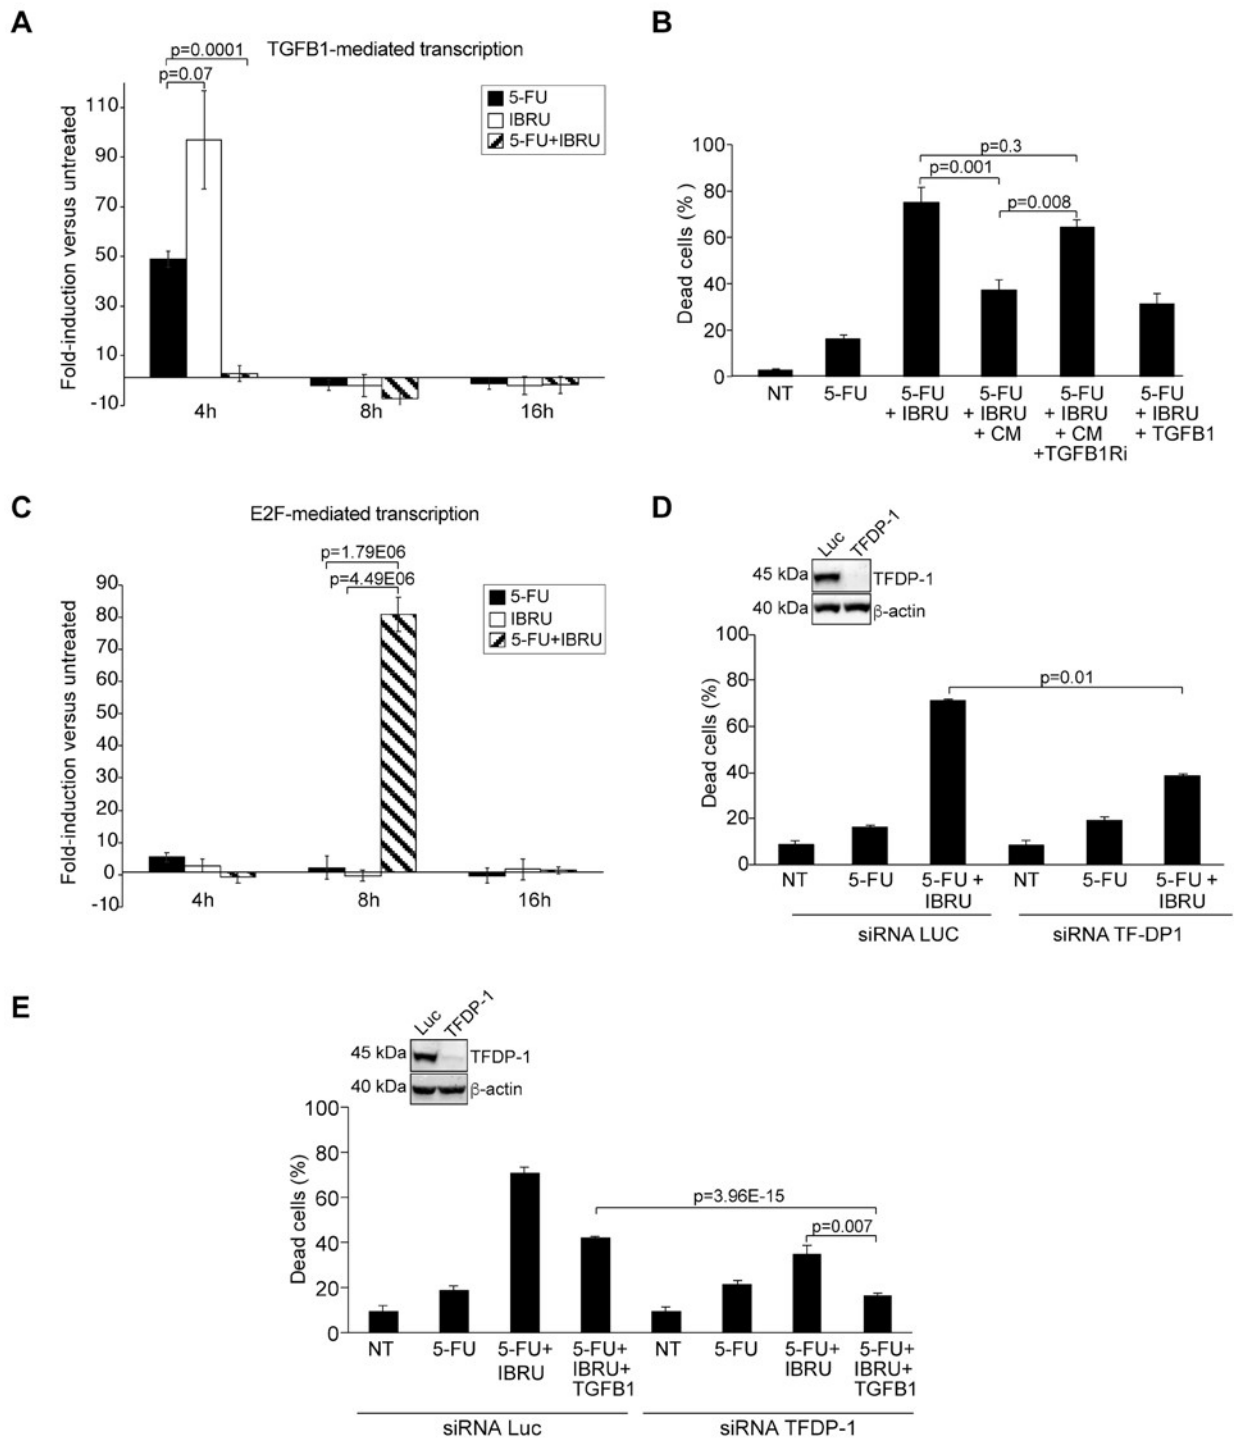 A
TGFB1-mediated transcription
p=0.0001
p=0.07
5-FU
IBRU
5-FU+IBRU
Fold-induction versus untreated
110
90
70
50
30
10
-10
4h 8h 16h
B
Dead cells (%)
100
80
60
40
20
0
p=0.3
p=0.001
p=0.008
NT
5-FU
5-FU
+ IBRU
5-FU
+ IBRU
+ CM
5-FU
+ IBRU
+ CM
+TGFB1Ri
5-FU
+ IBRU
+ TGFB1
C
E2F-mediated transcription
p=1.79E06
p=4.49E06
5-FU
IBRU
5-FU+IBRU
Fold-induction versus untreated
90
80
70
60
50
40
30
20
10
0
-10
4h 8h 16h
D
Luc TFDP-1
45 kDa TFDP-1
40 kDa β-actin
Dead cells (%)
100
80
60
40
20
0
p=0.01
NT
5-FU
5-FU +
IBRU
NT
5-FU
5-FU +
IBRU
siRNA LUC
siRNA TF-DP1
E
Luc TFDP-1
45 kDa TFDP-1
40 kDa β-actin
Dead cells (%)
100
80
60
40
20
0
p=3.96E-15
p=0.007
NT
5-FU
5-FU+
IBRU
5-FU+
IBRU+
TGFB1
NT
5-FU
5-FU+
IBRU
5-FU+
IBRU+
TGFB1
siRNA Luc
siRNA TFDP-1